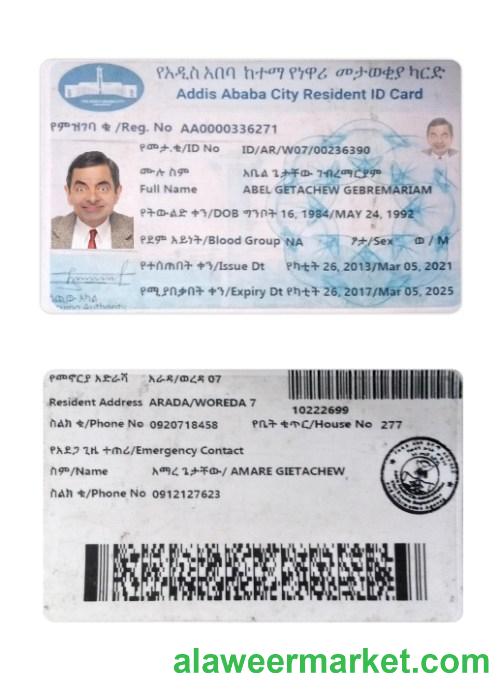 የአዲስ አበባ ከተማ የነዋሪ መታወቂያ ካርድ
Addis Ababa City Resident ID Card
የምዝገባ ቁ /Reg. No AA0000336271
የመታ.ቁ/ID No ID/AR/W07/00236390
ሙሉ ስም አቤል ጌታቸው ገብረማርያም
Full Name ABEL GETACHEW GEBREMARIAM
የትውልድ ቀን/DOB ግንቦት 16, 1984/MAY 24, 1992
የደም አይነት/Blood Group NA ፆታ/Sex ወ / M
የተሰጠበት ቀን/Issue Dt የካቲት 26, 2013/Mar 05, 2021
የሚያበቃበት ቀን/Expiry Dt የካቲት 26, 2017/Mar 05, 2025
አካል
Authority
የመኖርያ አድራሻ አራዳ/ወረዳ 07
Resident Address ARADA/WOREDA 7
10222699
ስልክ ቁ/Phone No 0920718458 የቤት ቁጥር/House No 277
የአደጋ ጊዜ ተጠሪ/Emergency Contact
ስም/Name አማረ ጌታቸው/ AMARE GIETACHEW
ስልክ ቁ/Phone No 0912127623
alaweermarket.com